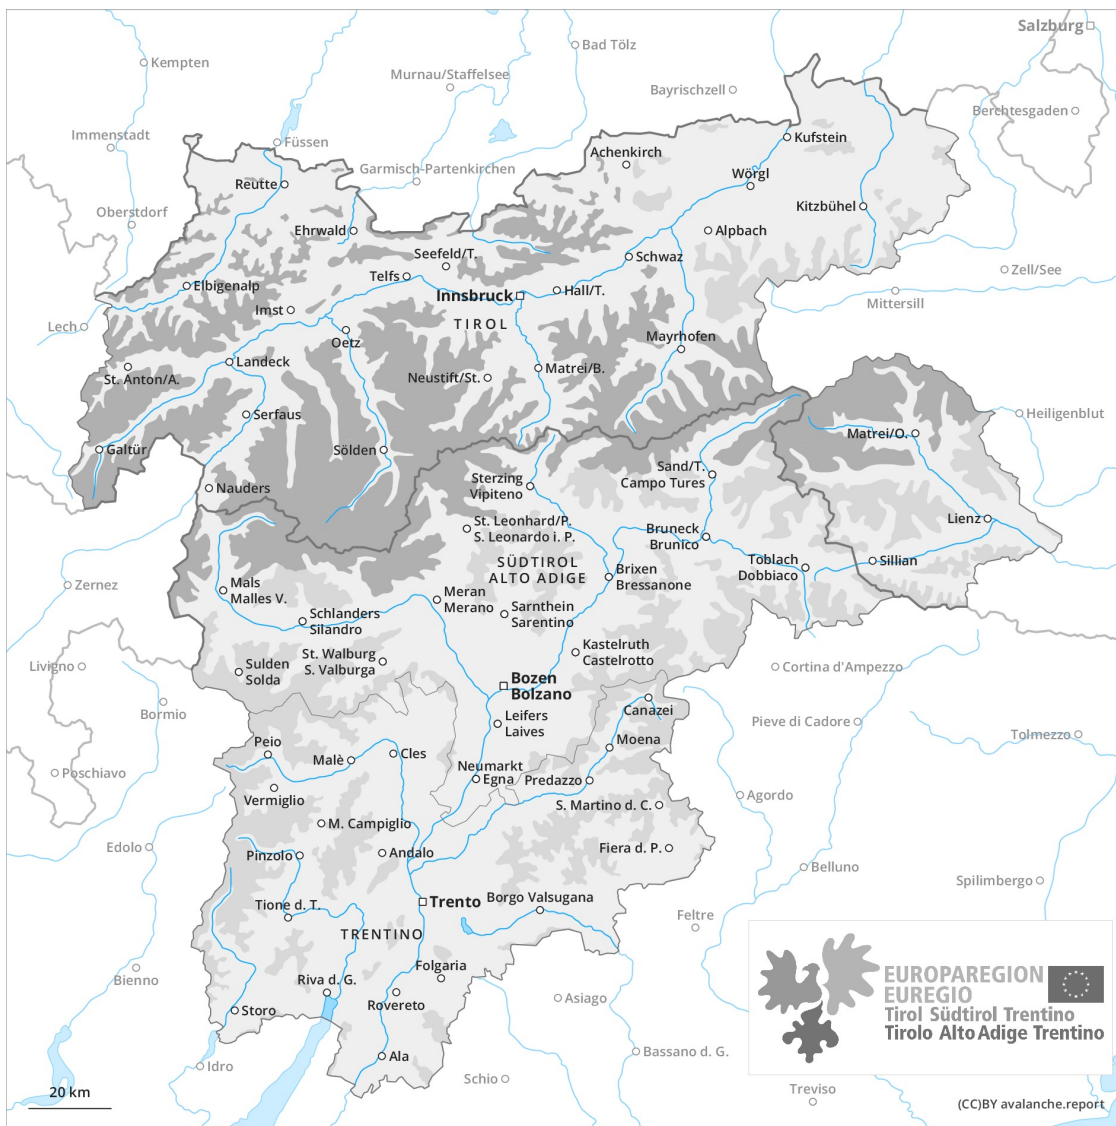 Salzburg
Bad Tölz
Kempten
Murnau/Staffelsee
Bayrischzell
Berchtesgaden
Immenstadt
Füssen
Kufstein
Achenkirch
Garmisch-Partenkirchen
Wörgl
Reutte
Oberstdorf
Kitzbühel
Ehrwald
Alpbach
Seefeld/T.
Schwaz
Zell/See
Telfs
Elbigenalp
Hall/T.
Innsbruck
Mittersill
Imst
Lech
TIROL
Oetz
Mayrhofen
Landeck
St. Anton/A.
Neustift/St.
Matrei/B.
Serfaus
Heiligenblut
Matrei/O.
Galtür
Sölden
Sterzing
Vipiteno
Sand/T.
Campo Tures
Nauders
St. Leonhard/P.
S. Leonardo i. P.
Lienz
Bruneck
Brunico
SÜDTIROL
ALTO ADIGE
Toblach
Dobbiaco
Sillian
Brixen
Bressanone
Zernez
Mals
Malles V.
Meran
Merano
Sarnthein
Sarentino
Schlanders
Silandro
St. Walburg
S. Valburga
Kastelruth
Castelrotto
Livigno
Sulden
Solda
Cortina d'Ampezzo
Bozen
Bolzano
Bormio
Canazei
Leifers
Laives
Pieve di Cadore
Tolmezzo
Peio
Moena
Malè
Cles
Poschiavo
Neumarkt
Egna
Predazzo
Vermiglio
Agordo
S. Martino d. C.
M. Campiglio
Edolo
Pinzolo
Andalo
Fiera d. P.
Belluno
Spilimbergo
Tione d. T.
Trento
Borgo Valsugana
Feltre
TRENTINO
Folgaria
Bienno
Riva d. G.
Rovereto
Asiago
Storo
EUROPAREGION
EUREGIO
Tirol Südtirol Trentino
Tirolo Alto Adige Trentino
Ala
Bassano d. G.
Idro
Schio
Treviso
20 km
(CC)BY avalanche.report